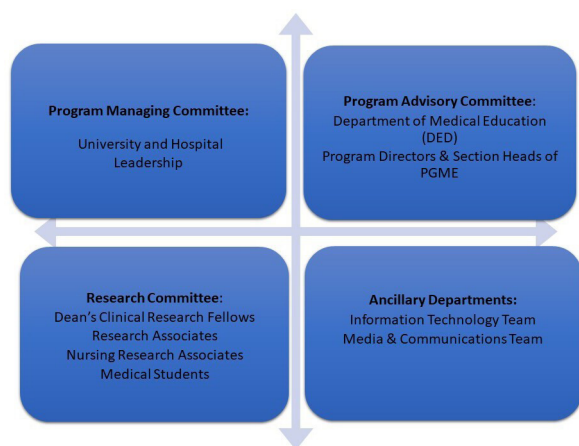 Program Managing Committee:
University and Hospital
Leadership
Program Advisory Committee:
Department of Medical Education
(DED)
Program Directors & Section Heads of
PGME
Research Committee:
Dean's Clinical Research Fellows
Research Associates
Nursing Research Associates
Medical Students
Ancillary Departments:
Information Technology Team
Media & Communications Team